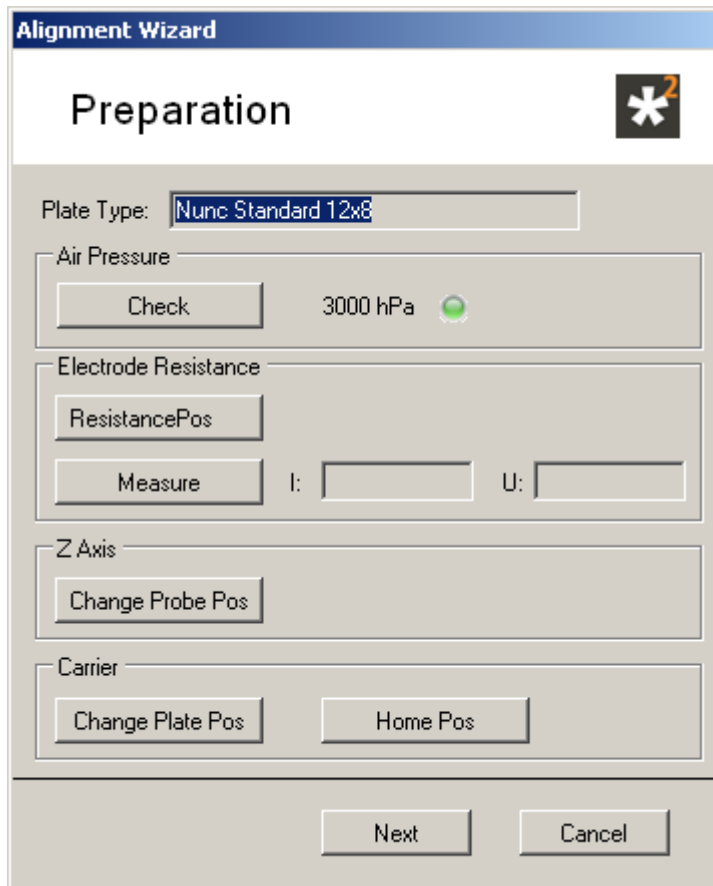 Alignment Wizard
Preparation
*2
Plate Type: Nunc Standard 12x8
Air Pressure
Check 3000 hPa
Electrode Resistance
ResistancePos
Measure I: U:
Z Axis
Change Probe Pos
Carrier
Change Plate Pos Home Pos
Next Cancel